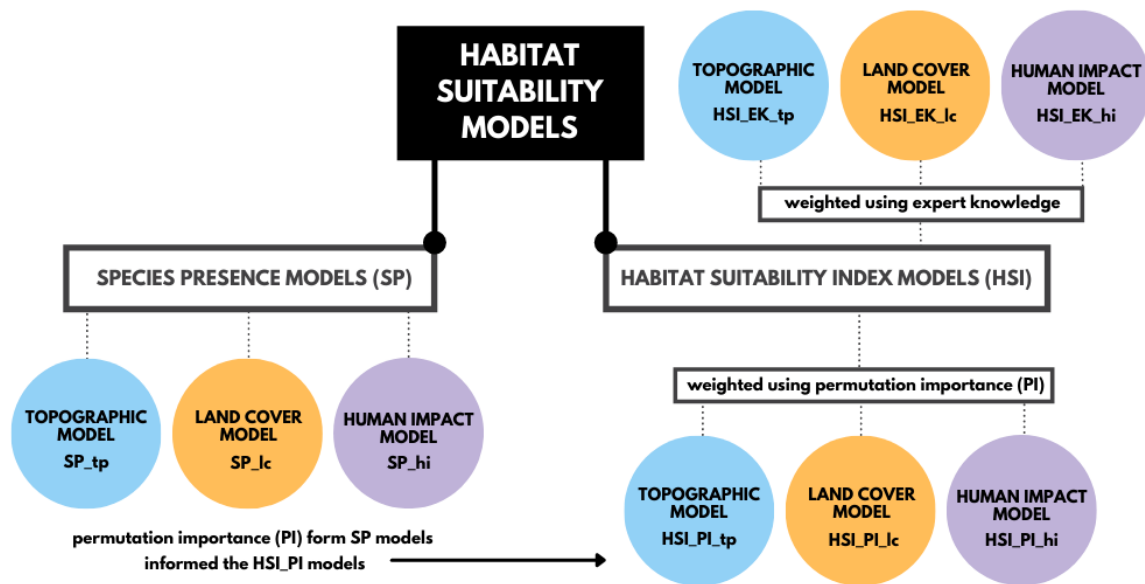 HABITAT
SUITABILITY
MODELS
TOPOGRAPHIC
MODEL
HSI_EK_tp
LAND COVER
MODEL
HSI_EK_lc
HUMAN IMPACT
MODEL
HSI_EK_hi
weighted using expert knowledge
SPECIES PRESENCE MODELS (SP)
HABITAT SUITABILITY INDEX MODELS (HSI)
TOPOGRAPHIC
MODEL
SP_tp
LAND COVER
MODEL
SP_lc
HUMAN IMPACT
MODEL
SP_hi
weighted using permutation importance (PI)
TOPOGRAPHIC
MODEL
HSI_PI_tp
LAND COVER
MODEL
HSI_PI_lc
HUMAN IMPACT
MODEL
HSI_PI_hi
permutation importance (PI) form SP models
informed the HSI_PI models